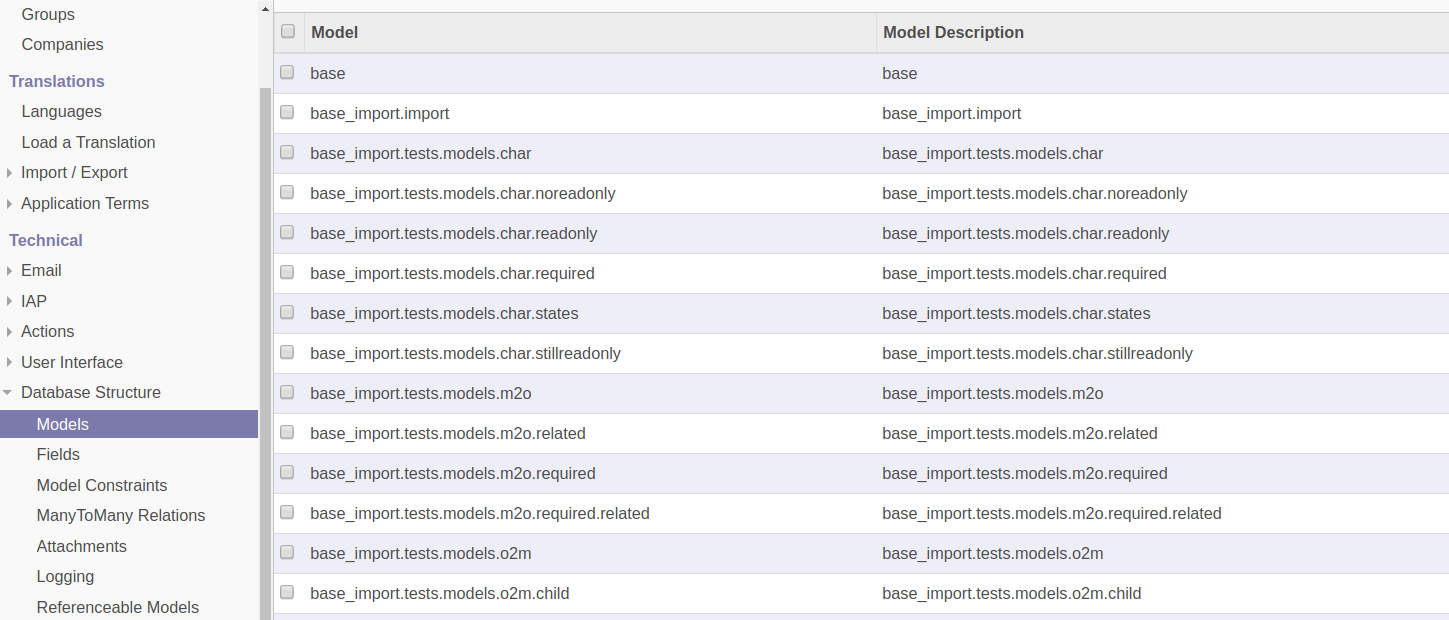 Groups
Companies
Translations
Languages
Load a Translation
Import / Export
Application Terms
Technical
Email
IAP
Actions
User Interface
Database Structure
Models
Fields
Model Constraints
ManyToMany Relations
Attachments
Logging
Referenceable Models
Model Model Description
base base
base_import.import base_import.import
base_import.tests.models.char base_import.tests.models.char
base_import.tests.models.char.noreadonly base_import.tests.models.char.noreadonly
base_import.tests.models.char.readonly base_import.tests.models.char.readonly
base_import.tests.models.char.required base_import.tests.models.char.required
base_import.tests.models.char.states base_import.tests.models.char.states
base_import.tests.models.char.stillreadonly base_import.tests.models.char.stillreadonly
base_import.tests.models.m2o base_import.tests.models.m2o
base_import.tests.models.m2o.related base_import.tests.models.m2o.related
base_import.tests.models.m2o.required base_import.tests.models.m2o.required
base_import.tests.models.m2o.required.related base_import.tests.models.m2o.required.related
base_import.tests.models.o2m base_import.tests.models.o2m
base_import.tests.models.o2m.child base_import.tests.models.o2m.child